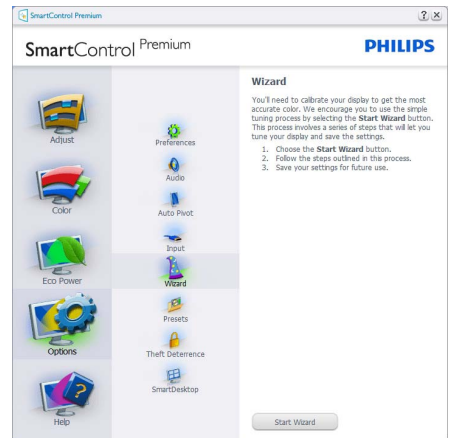 SmartControl Premium
SmartControl Premium
PHILIPS
Adjust
Color
Eco Power
Options
Help
Preferences
Audio
Auto Pivot
Input
Wizard
Presets
Theft Deterrence
SmartDesktop
Wizard
You'll need to calibrate your display to get the most
accurate color. We encourage you to use the simple
tuning process by selecting the Start Wizard button.
This process involves a series of steps that will let you
tune your display and save the settings.
1. Choose the Start Wizard button.
2. Follow the steps outlined in this process.
3. Save your settings for future use.
Start Wizard